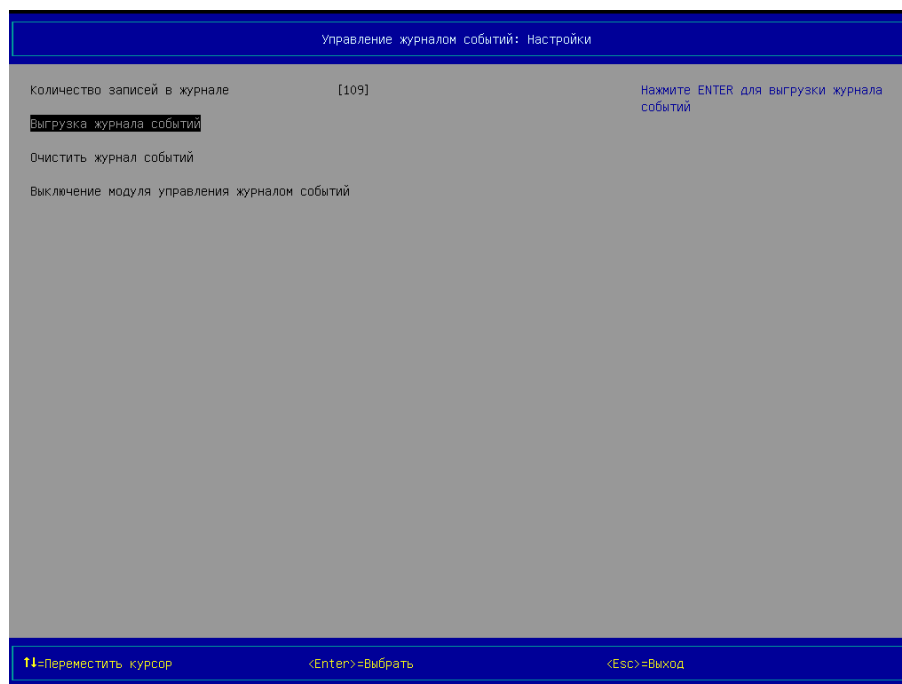 Управление журналом событий: Настройки
Количество записей в журнале [109] Нажмите ENTER для выгрузки журнала
событий
Выгрузка журнала событий
Очистить журнал событий
Выключение модуля управления журналом событий
↑↓=Переместить курсор <Enter>=Выбрать <Esc>=Выход